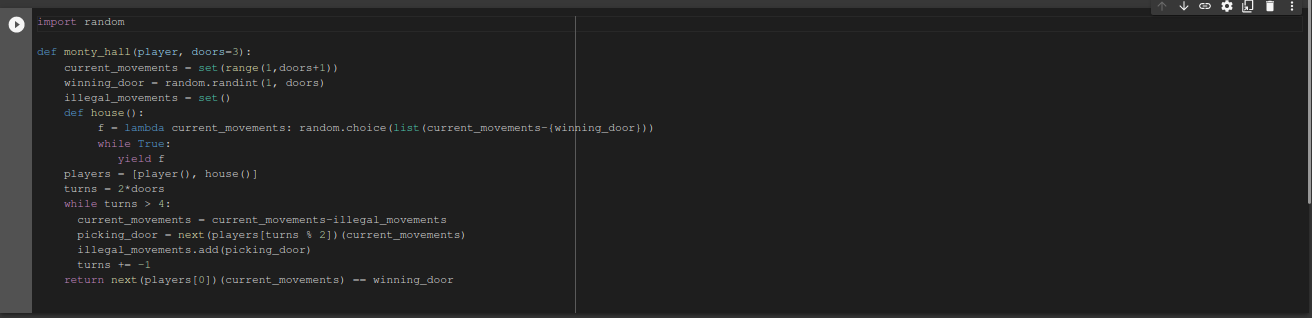 import random
def monty_hall(player, doors=3):
current_movements = set(range(1,doors+1))
winning_door = random.randint(1, doors)
illegal_movements = set()
def house():
f = lambda current_movements: random.choice(list(current_movements-{winning_door}))
while True:
yield f
players = [player(), house()]
turns = 2*doors
while turns > 4:
current_movements = current_movements-illegal_movements
picking_door = next(players[turns % 2])(current_movements)
illegal_movements.add(picking_door)
turns += -1
return next(players[0])(current_movements) == winning_door